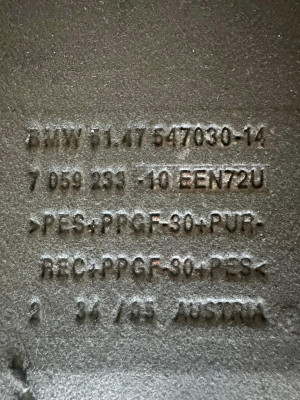 BMW 51.47 547030-14
7 059 233 -10 EEN72U
>PES+PPGF-30+PUR-
REC+PPGF-30+PES<
2 34 /05 AUSTRIA